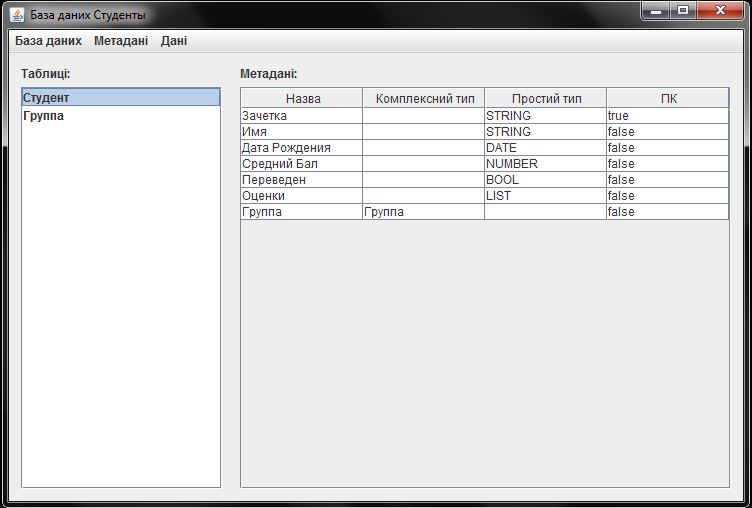 База даних Студенты
База даних Метадані Дані
Таблиці:
Студент
Группа
Метадані:
Назва Комплексний тип Простий тип ПК
Зачетка STRING true
Имя STRING false
Дата Рождения DATE false
Средний Бал NUMBER false
Переведен BOOL false
Оценки LIST false
Группа Группа false